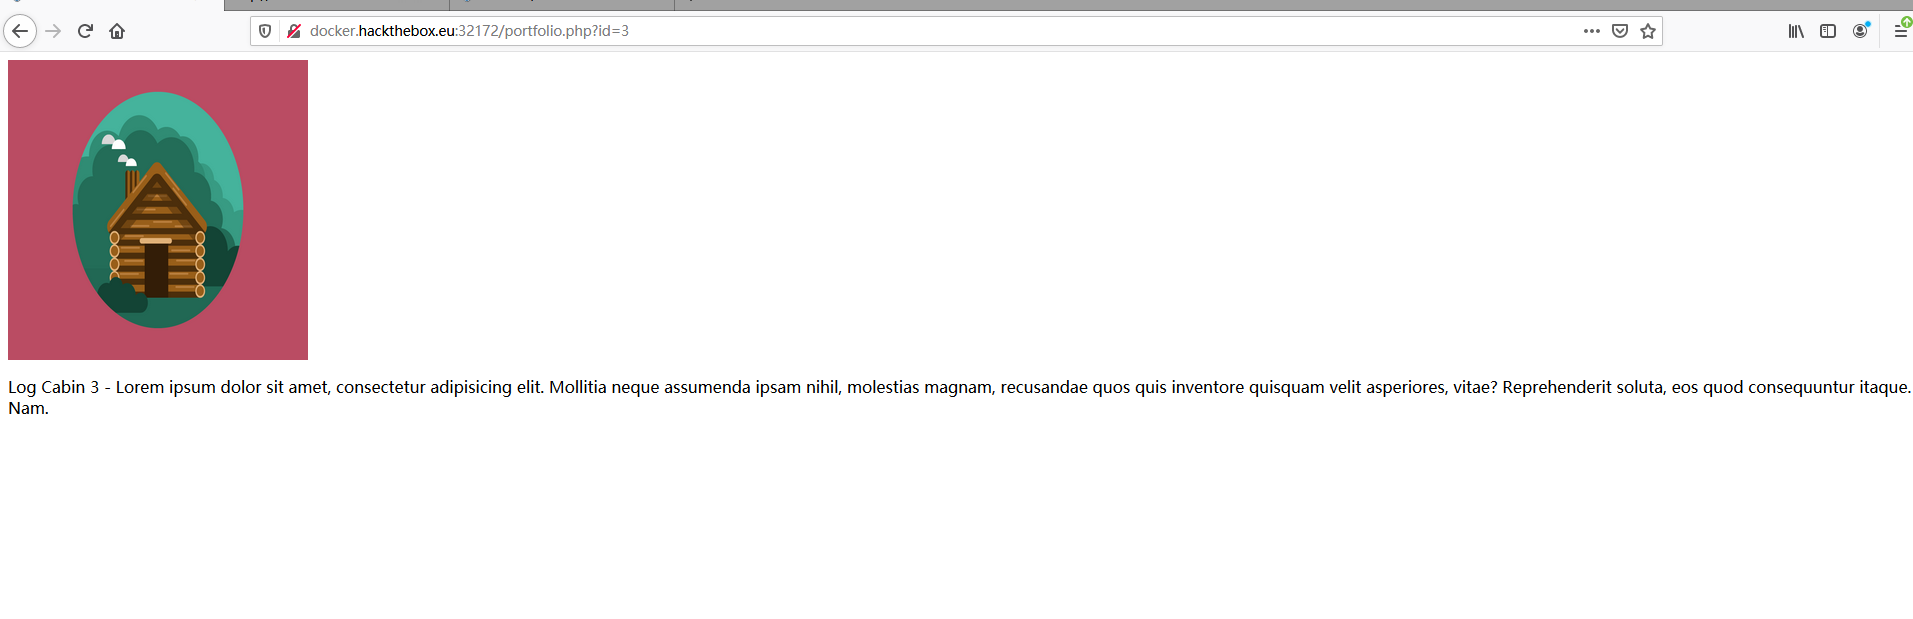 docker.hackthebox.eu:32172/portfolio.php?id=3
Log Cabin 3 - Lorem ipsum dolor sit amet, consectetur adipisicing elit. Mollitia neque assumenda ipsam nihil, molestias magnam, recusandae quos quis inventore quisquam velit asperiores, vitae? Reprehenderit soluta, eos quod consequuntur itaque.
Nam.